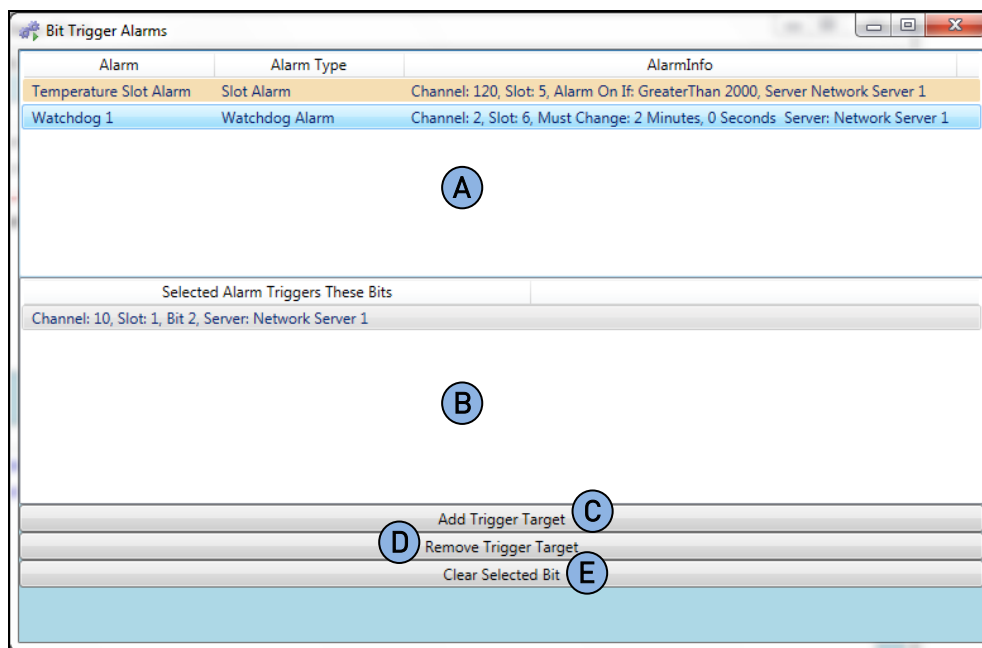 Bit Trigger Alarms
Alarm Alarm Type AlarmInfo
Temperature Slot Alarm Slot Alarm Channel: 120, Slot: 5, Alarm On If: GreaterThan 2000, Server Network Server 1
Watchdog 1 Watchdog Alarm Channel: 2, Slot: 6, Must Change: 2 Minutes, 0 Seconds Server: Network Server 1
A
Selected Alarm Triggers These Bits
Channel: 10, Slot: 1, Bit 2, Server: Network Server 1
B
Add Trigger Target C
D Remove Trigger Target
Clear Selected Bit E